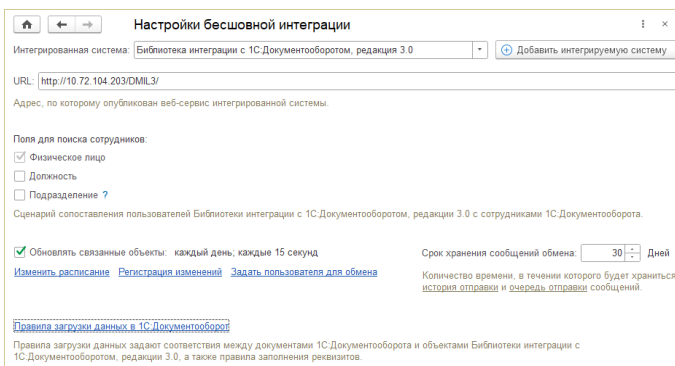 Настройки бесшовной интеграции
Интегрированная система: Библиотека интеграции с 1С:Документооборотом, редакция 3.0 Добавить интегрируемую систему
URL: http://10.72.104.203/DMIL3/
Адрес, по которому опубликован веб-сервис интегрированной системы.
Поля для поиска сотрудников:
Физическое лицо
Должность
Подразделение ?
Сценарий сопоставления пользователей Библиотеки интеграции с 1С:Документооборотом, редакции 3.0 с сотрудниками 1С:Документооборота.
Обновлять связанные объекты: каждый день; каждые 15 секунд Срок хранения сообщений обмена: 30 Дней
Изменить расписание Регистрация изменений Задать пользователя для обмена
Количество времени, в течении которого будет храниться
история отправки и очередь отправки сообщений.
Правила загрузки данных в 1С:Документооборот
Правила загрузки данных задают соответствия между документами 1С:Документооборота и объектами Библиотеки интеграции с
1С:Документооборотом, редакции 3.0, а также правила заполнения реквизитов.